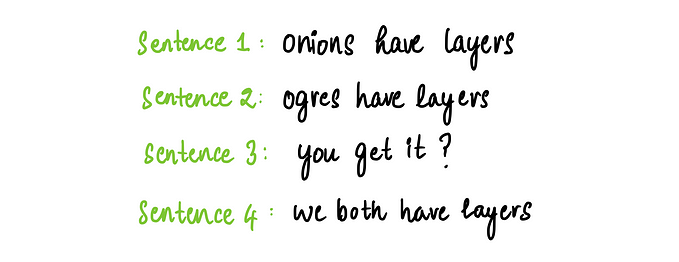 Sentence 1 : onions have layers
Sentence 2: ogres have layers
Sentence 3: you get it ?
Sentence 4 : we both have layers